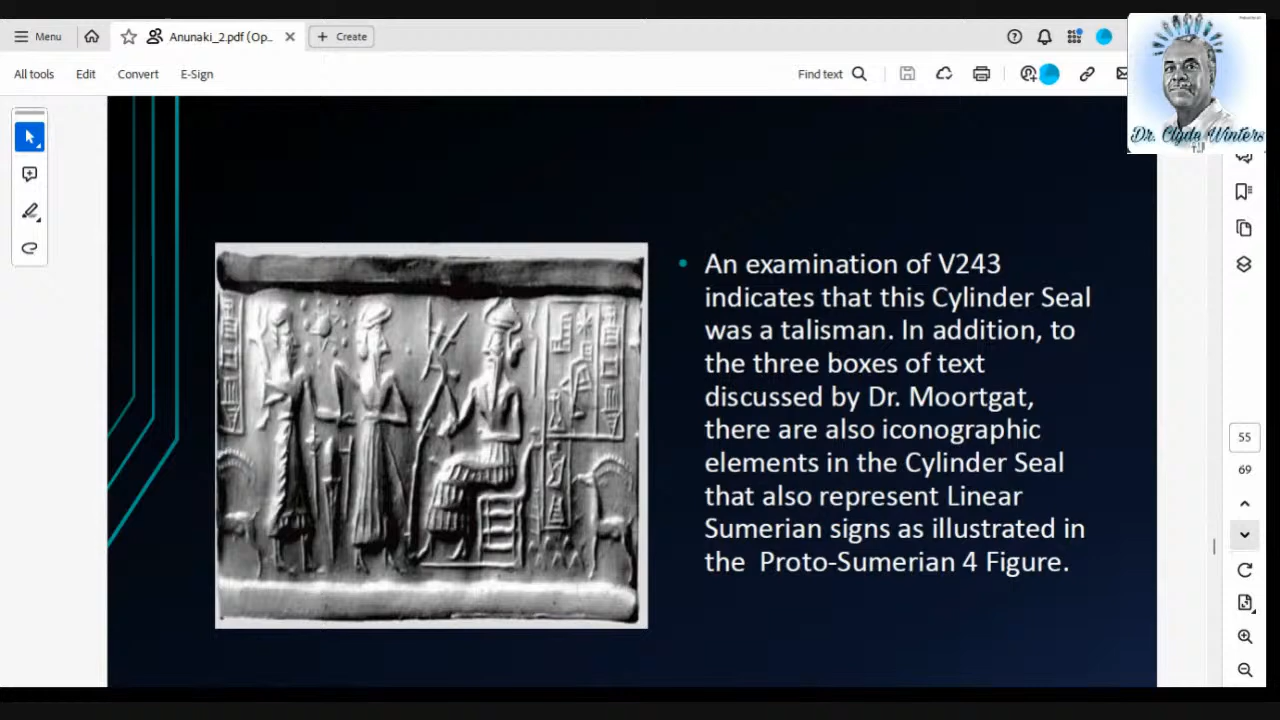 Menu
Anunaki_2.pdf (Op...
Create
All tools
Edit
Convert
E-Sign
Find text
Dr. Clyde Winters
An examination of V243
indicates that this Cylinder Seal
was a talisman. In addition, to
the three boxes of text
discussed by Dr. Moortgat,
there are also iconographic
elements in the Cylinder Seal
that also represent Linear
Sumerian signs as illustrated in
the Proto-Sumerian 4 Figure.
55
69